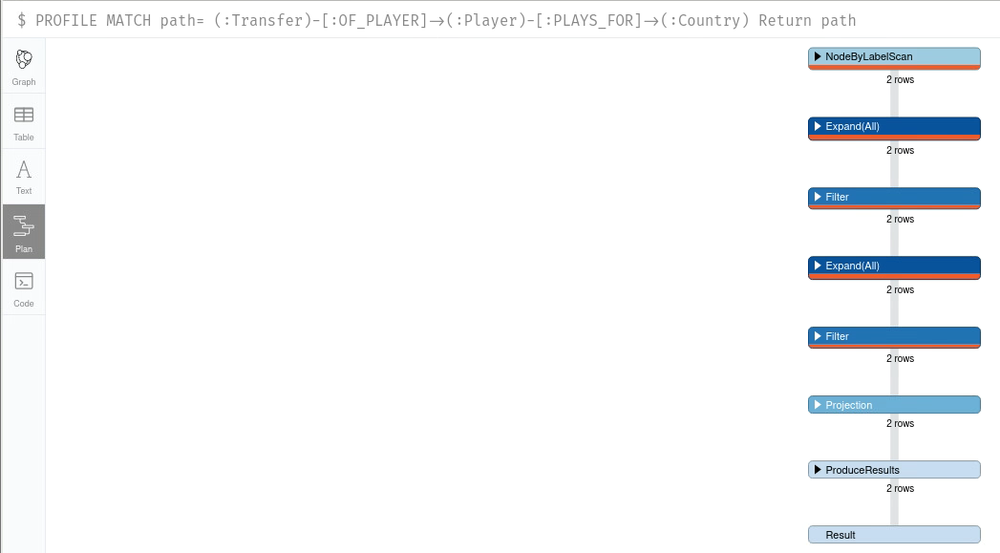 $ PROFILE MATCH path= (:Transfer)-[:OF_PLAYER]->(:Player)-[:PLAYS_FOR]->(:Country) Return path
Graph
Table
Text
Plan
Code
NodeByLabelScan
2 rows
Expand(All)
2 rows
Filter
2 rows
Expand(All)
2 rows
Filter
2 rows
Projection
2 rows
ProduceResults
2 rows
Result